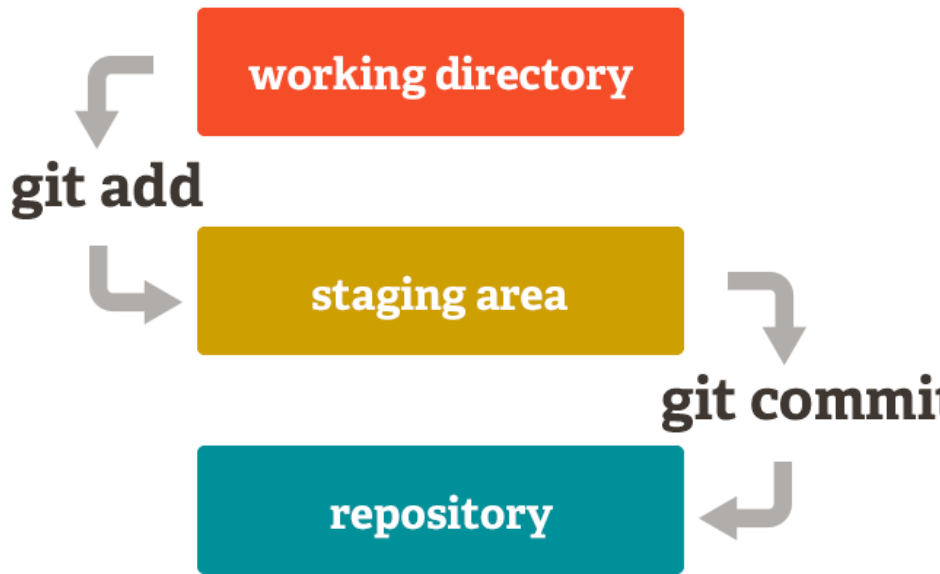 working directory
git add
staging area
git commit
repository